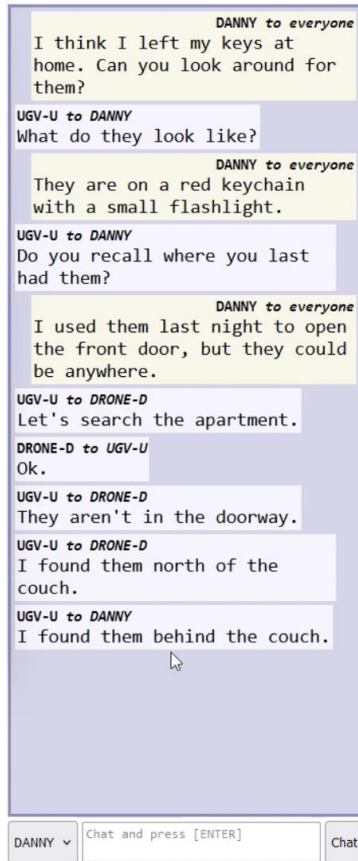 DANNY to everyone
I think I left my keys at
home. Can you look around for
them?
UGV-U to DANNY
What do they look like?
DANNY to everyone
They are on a red keychain
with a small flashlight.
UGV-U to DANNY
Do you recall where you last
had them?
DANNY to everyone
I used them last night to open
the front door, but they could
be anywhere.
UGV-U to DRONE-D
Let's search the apartment.
DRONE-D to UGV-U
Ok.
UGV-U to DRONE-D
They aren't in the doorway.
UGV-U to DRONE-D
I found them north of the
couch.
UGV-U to DANNY
I found them behind the couch.
DANNY Chat and press [ENTER] Chat